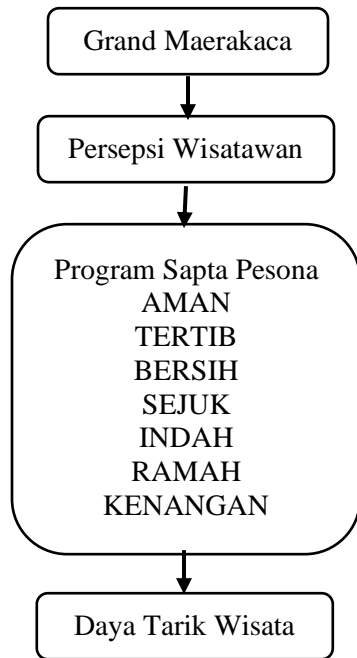 Grand Maerakaca
Persepsi Wisatawan
Program Sapta Pesona
AMAN
TERTIB
BERSIH
SEJUK
INDAH
RAMAH
KENANGAN
Daya Tarik Wisata